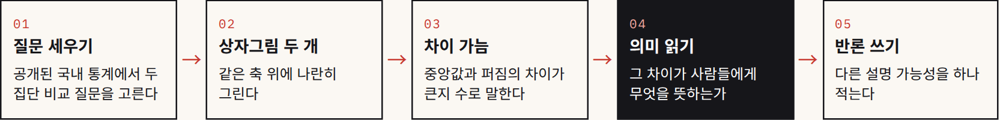 01
질문 세우기
공개된 국내 통계에서 두
집단 비교 질문을 고른다
→
02
상자그림 두 개
같은 축 위에 나란히
그린다
→
03
차이 가늠
중앙값과 퍼짐의 차이가
큰지 수로 말한다
→
04
의미 읽기
그 차이가 사람들에게
무엇을 뜻하는가
→
05
반론 쓰기
다른 설명 가능성을 하나
적는다